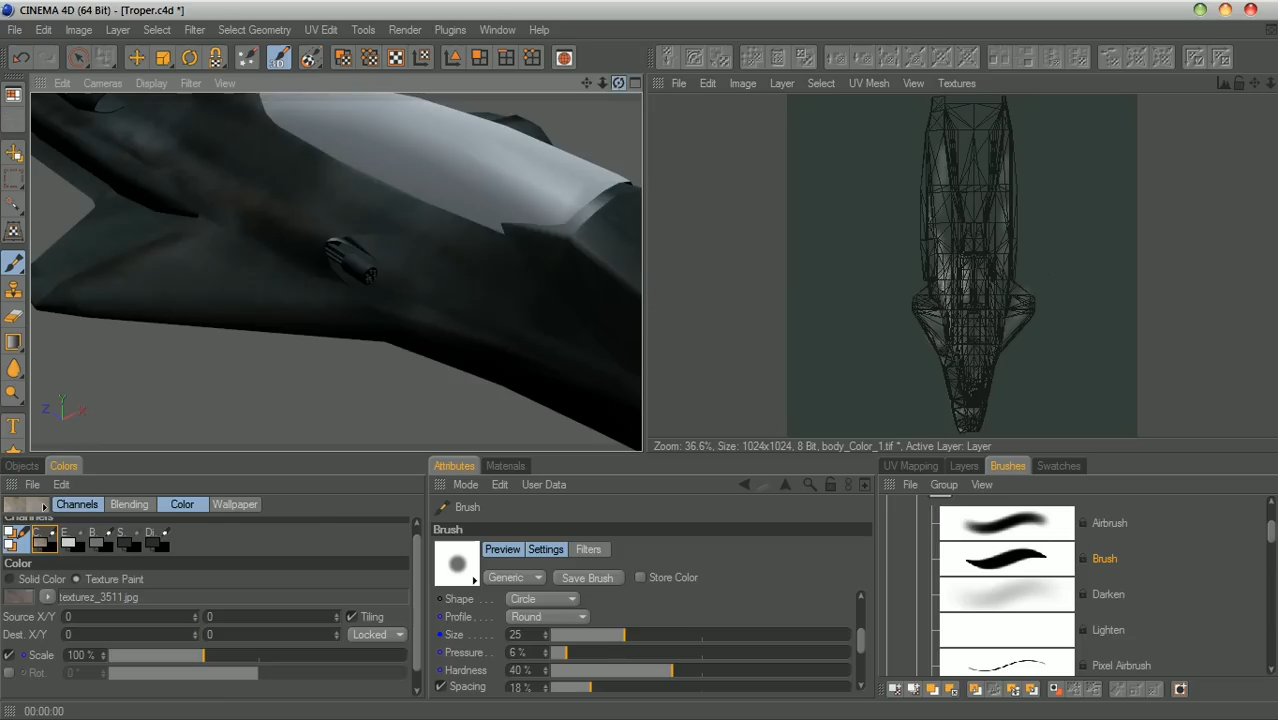 CINEMA 4D (64 Bit) - [Troper.c4d *]
File Edit Image Layer Select Filter Select Geometry UV Edit Tools Render Plugins Window Help
3D
Edit Cameras Display Filter View
File Edit Image Layer Select UV Mesh View Textures
Y
Z X
T
Zoom: 36.6%, Size: 1024x1024, 8 Bit, body_Color_1.tif *, Active Layer: Layer
Objects Colors
Attributes Materials
UV Mapping Layers Brushes Swatches
File Edit
Mode Edit User Data
File Group View
Channels Blending Color Wallpaper
Brush
Channels
Brush
C... E... B... S... Di...
Preview Settings Filters
Color
Generic Save Brush Store Color
Solid Color Texture Paint
Shape . . . Circle
texturez_3511.jpg
Profile . . . Round
Source X/Y 0 0 Tiling
Size . . . . . 25
Dest. X/Y 0 0 Locked
Pressure . . 6 %
Scale 100 %
Hardness 40 %
Rot. 0 °
Spacing 18 %
Airbrush
Brush
Darken
Lighten
Pixel Airbrush
00:00:00